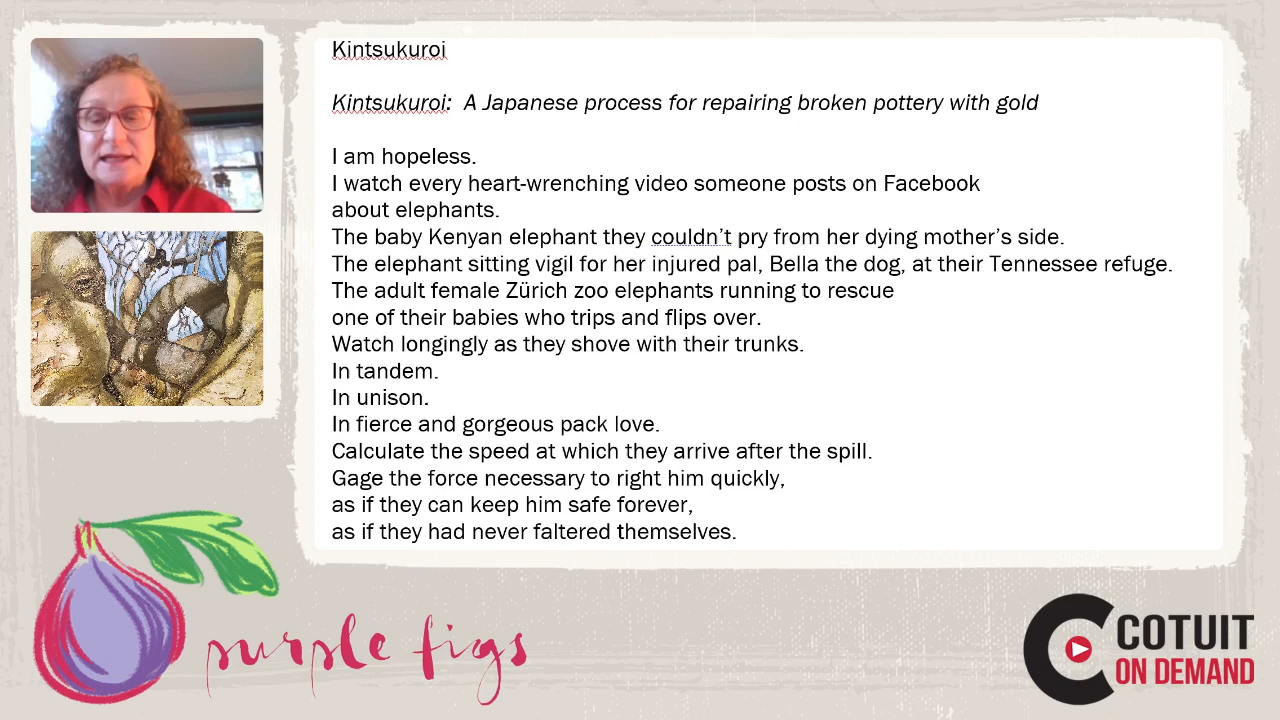 Kintsukuroi
Kintsukuroi:  A Japanese process for repairing broken pottery with gold
I am hopeless.
I watch every heart-wrenching video someone posts on Facebook
about elephants.
The baby Kenyan elephant they couldn’t pry from her dying mother’s side.
The elephant sitting vigil for her injured pal, Bella the dog, at their Tennessee refuge.
The adult female Zürich zoo elephants running to rescue
one of their babies who trips and flips over.
Watch longingly as they shove with their trunks.
In tandem.
In unison.
In fierce and gorgeous pack love.
Calculate the speed at which they arrive after the spill.
Gage the force necessary to right him quickly,
as if they can keep him safe forever,
as if they had never faltered themselves.
purple figs
COTUIT
ON DEMAND